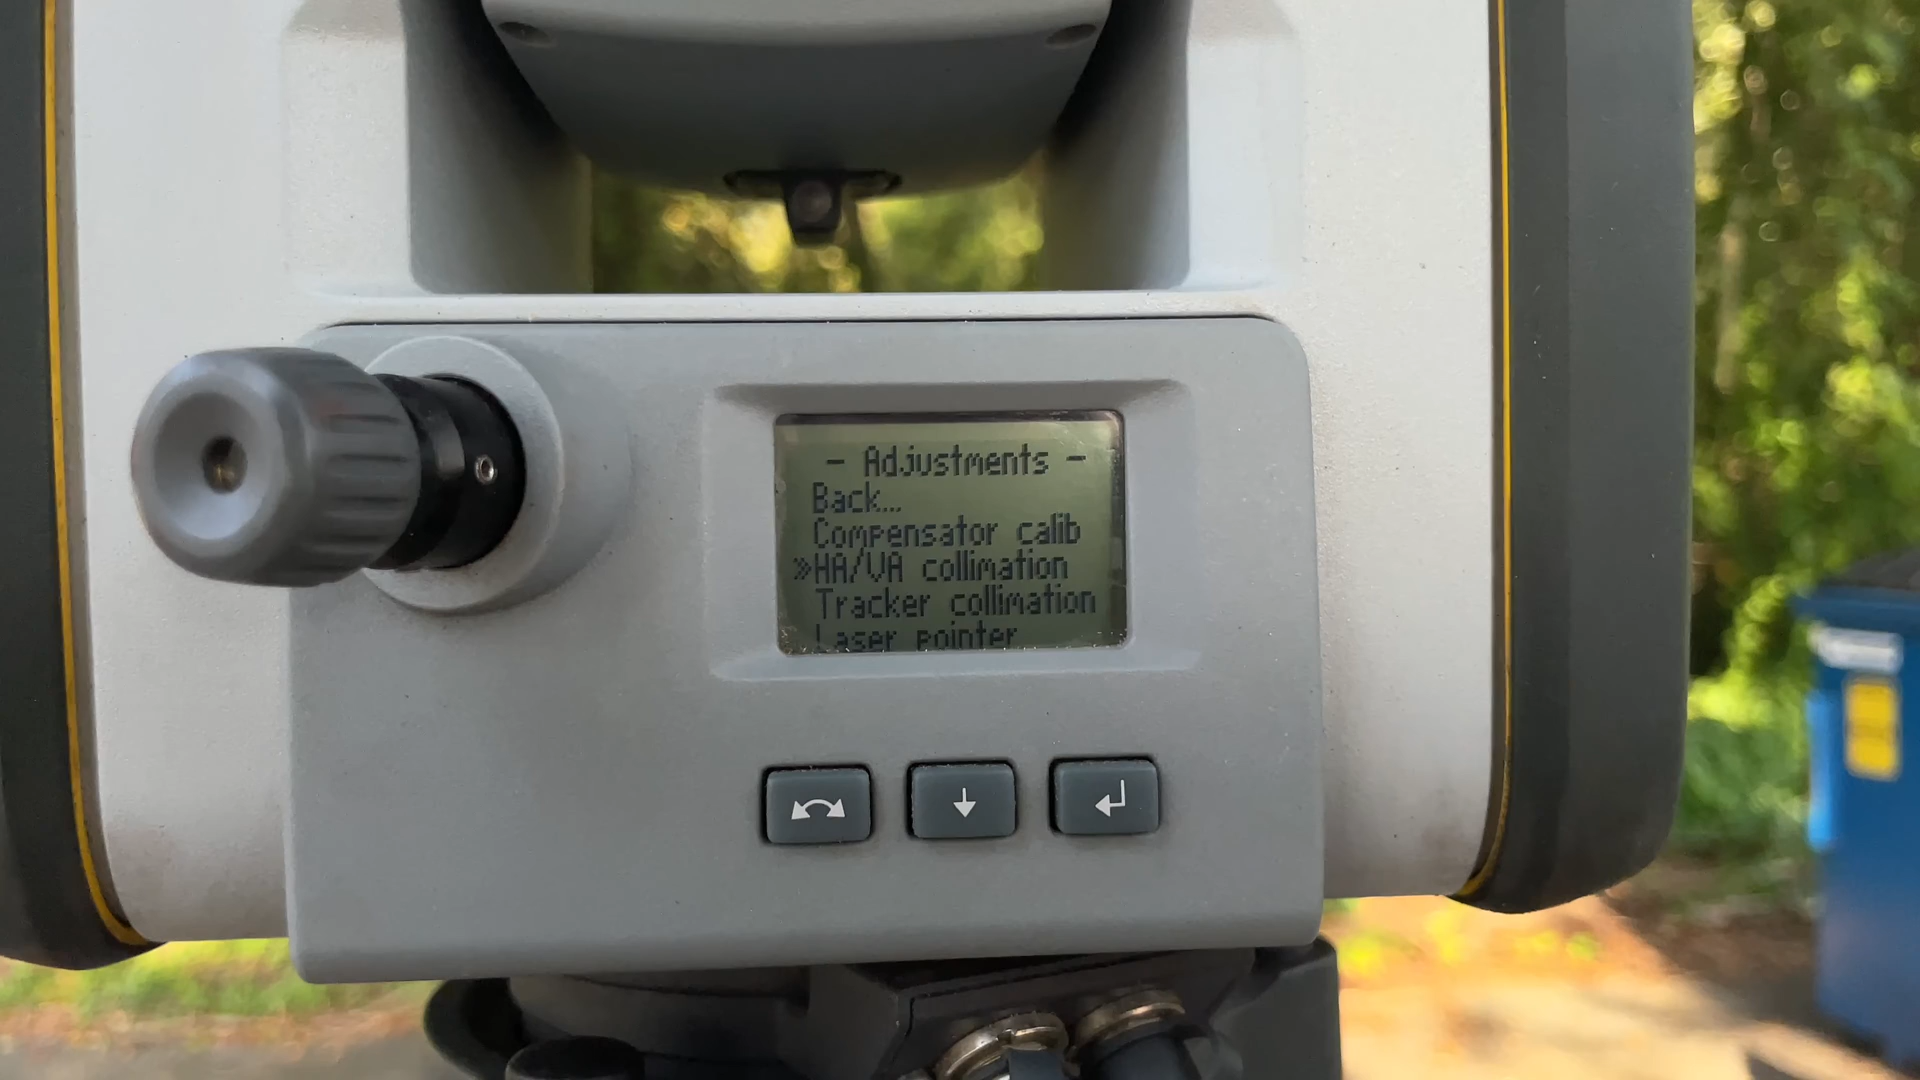 - Adjustments -
Back...
Compensator calib
»HA/VA collimation
Tracker collimation
Laser pointer